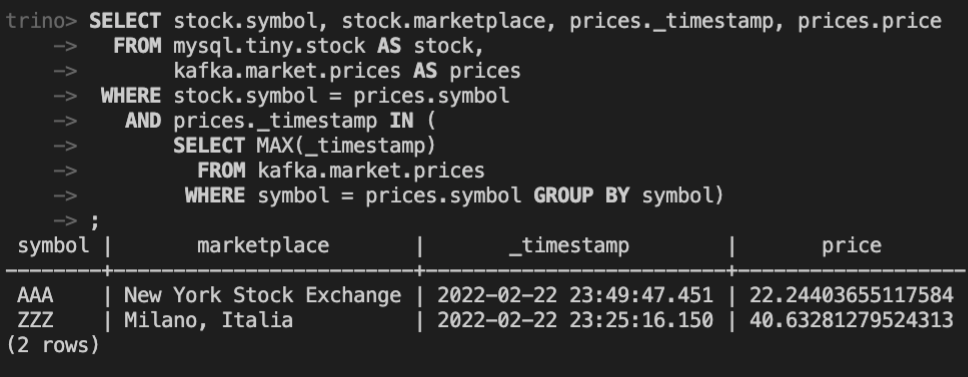 trino> SELECT stock.symbol, stock.marketplace, prices._timestamp, prices.price
    ->   FROM mysql.tiny.stock AS stock,
    ->        kafka.market.prices AS prices
    ->  WHERE stock.symbol = prices.symbol
    ->    AND prices._timestamp IN (
    ->        SELECT MAX(_timestamp)
    ->          FROM kafka.market.prices
    ->         WHERE symbol = prices.symbol GROUP BY symbol)
    -> ;
 symbol |       marketplace       |       _timestamp        |      price
--------+-------------------------+-------------------------+-------------------
 AAA    | New York Stock Exchange | 2022-02-22 23:49:47.451 | 22.24403655117584
 ZZZ    | Milano, Italia          | 2022-02-22 23:25:16.150 | 40.63281279524313
(2 rows)